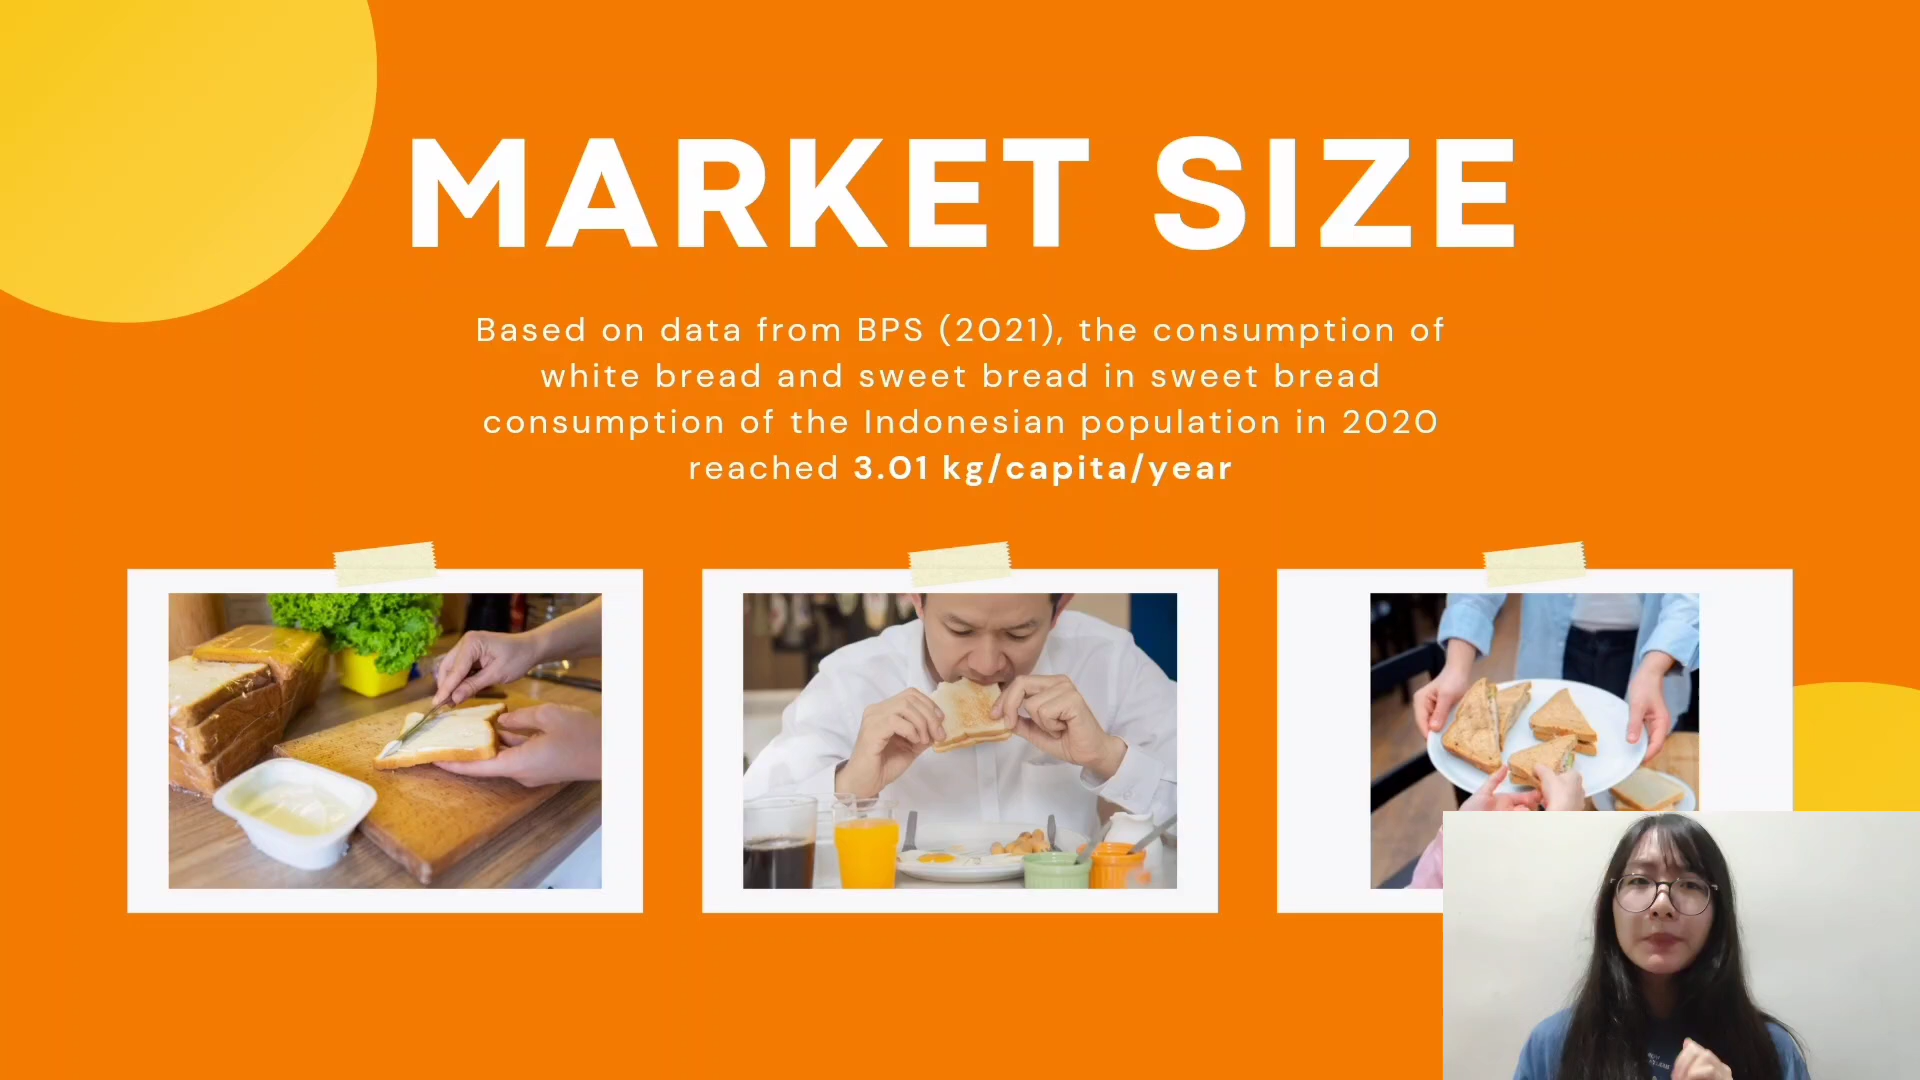 MARKET SIZE
Based on data from BPS (2021), the consumption of
white bread and sweet bread in sweet bread
consumption of the Indonesian population in 2020
reached 3.01 kg/capita/year